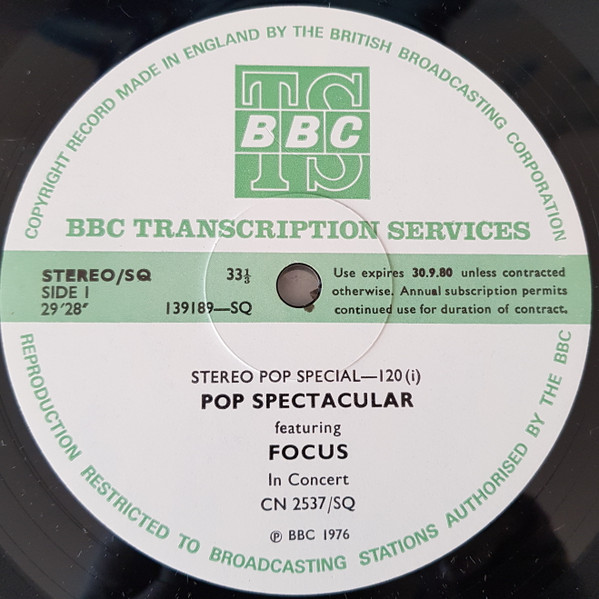 COPYRIGHT RECORD MADE IN ENGLAND BY THE BRITISH BROADCASTING CORPORATION
TS
BBC
BBC TRANSCRIPTION SERVICES
STEREO/SQ
SIDE 1
29'28"
33⅓
139189—SQ
Use expires 30.9.80 unless contracted
otherwise. Annual subscription permits
continued use for duration of contract.
STEREO POP SPECIAL—120 (i)
POP SPECTACULAR
featuring
FOCUS
In Concert
CN 2537/SQ
℗ BBC 1976
REPRODUCTION RESTRICTED TO BROADCASTING STATIONS AUTHORISED BY THE BBC